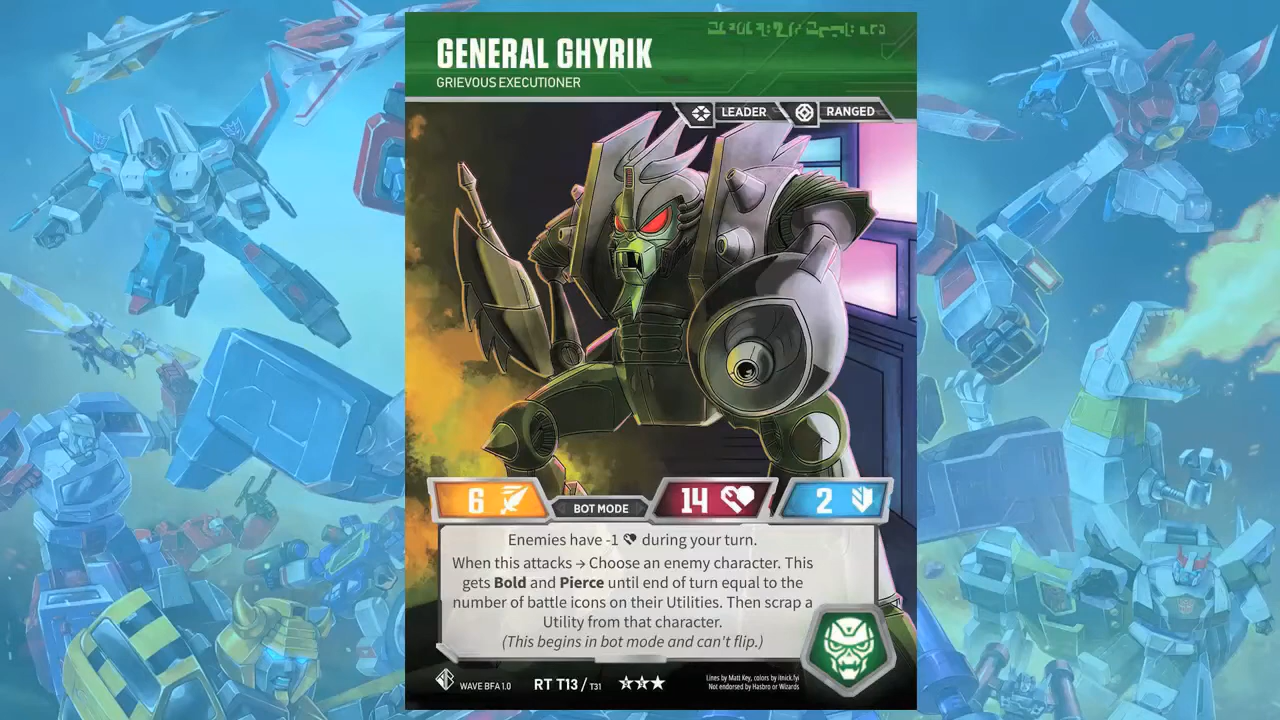 GENERAL GHYRIK
GRIEVOUS EXECUTIONER
LEADER RANGED
6 BOT MODE 14 2
Enemies have -1 during your turn.
When this attacks → Choose an enemy character. This
gets Bold and Pierce until end of turn equal to the
number of battle icons on their Utilities. Then scrap a
Utility from that character.
(This begins in bot mode and can't flip.)
WAVE BFA 1.0 RT T13 / T31
Lines by Matt Key, colors by itnick.fyi
Not endorsed by Hasbro or Wizards